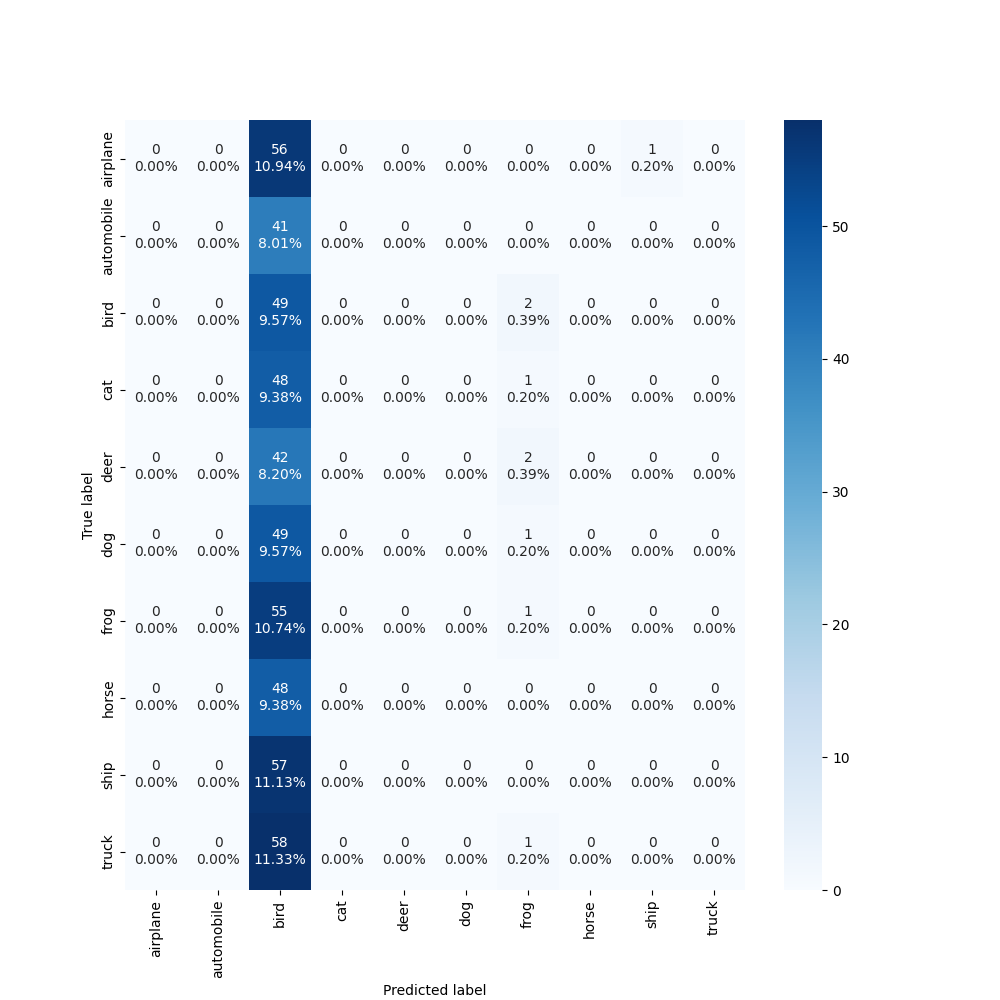 airplane
0 0 56 0 0 0 0 0 1 0
0.00% 0.00% 10.94% 0.00% 0.00% 0.00% 0.00% 0.00% 0.20% 0.00%
automobile
0 0 41 0 0 0 0 0 0 0
0.00% 0.00% 8.01% 0.00% 0.00% 0.00% 0.00% 0.00% 0.00% 0.00%
bird
0 0 49 0 0 0 2 0 0 0
0.00% 0.00% 9.57% 0.00% 0.00% 0.00% 0.39% 0.00% 0.00% 0.00%
cat
0 0 48 0 0 0 1 0 0 0
0.00% 0.00% 9.38% 0.00% 0.00% 0.00% 0.20% 0.00% 0.00% 0.00%
deer
0 0 42 0 0 0 2 0 0 0
0.00% 0.00% 8.20% 0.00% 0.00% 0.00% 0.39% 0.00% 0.00% 0.00%
dog
0 0 49 0 0 0 1 0 0 0
0.00% 0.00% 9.57% 0.00% 0.00% 0.00% 0.20% 0.00% 0.00% 0.00%
frog
0 0 55 0 0 0 1 0 0 0
0.00% 0.00% 10.74% 0.00% 0.00% 0.00% 0.20% 0.00% 0.00% 0.00%
horse
0 0 48 0 0 0 0 0 0 0
0.00% 0.00% 9.38% 0.00% 0.00% 0.00% 0.00% 0.00% 0.00% 0.00%
ship
0 0 57 0 0 0 0 0 0 0
0.00% 0.00% 11.13% 0.00% 0.00% 0.00% 0.00% 0.00% 0.00% 0.00%
truck
0 0 58 0 0 0 1 0 0 0
0.00% 0.00% 11.33% 0.00% 0.00% 0.00% 0.20% 0.00% 0.00% 0.00%
True label
airplane automobile bird cat deer dog frog horse ship truck
Predicted label
50
40
30
20
10
0